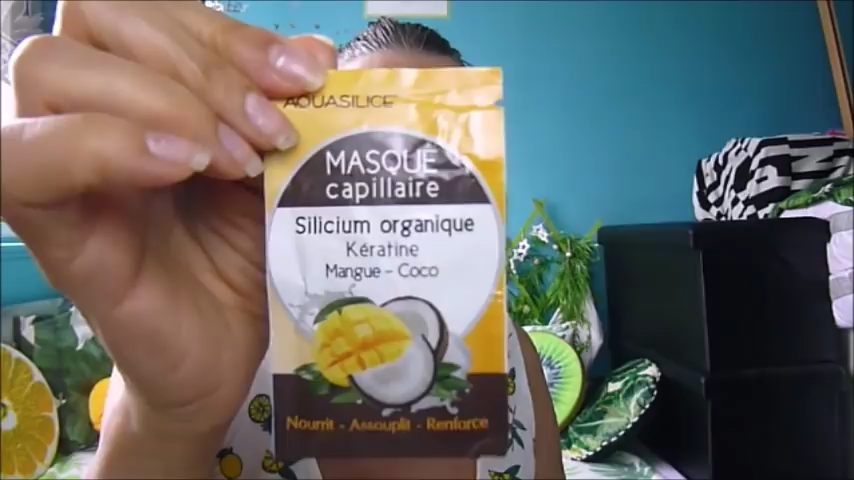 AQUASILICE
MASQUE
capillaire
Silicium organique
Kératine
Mangue - Coco
Nourrit - Assouplit - Renforce